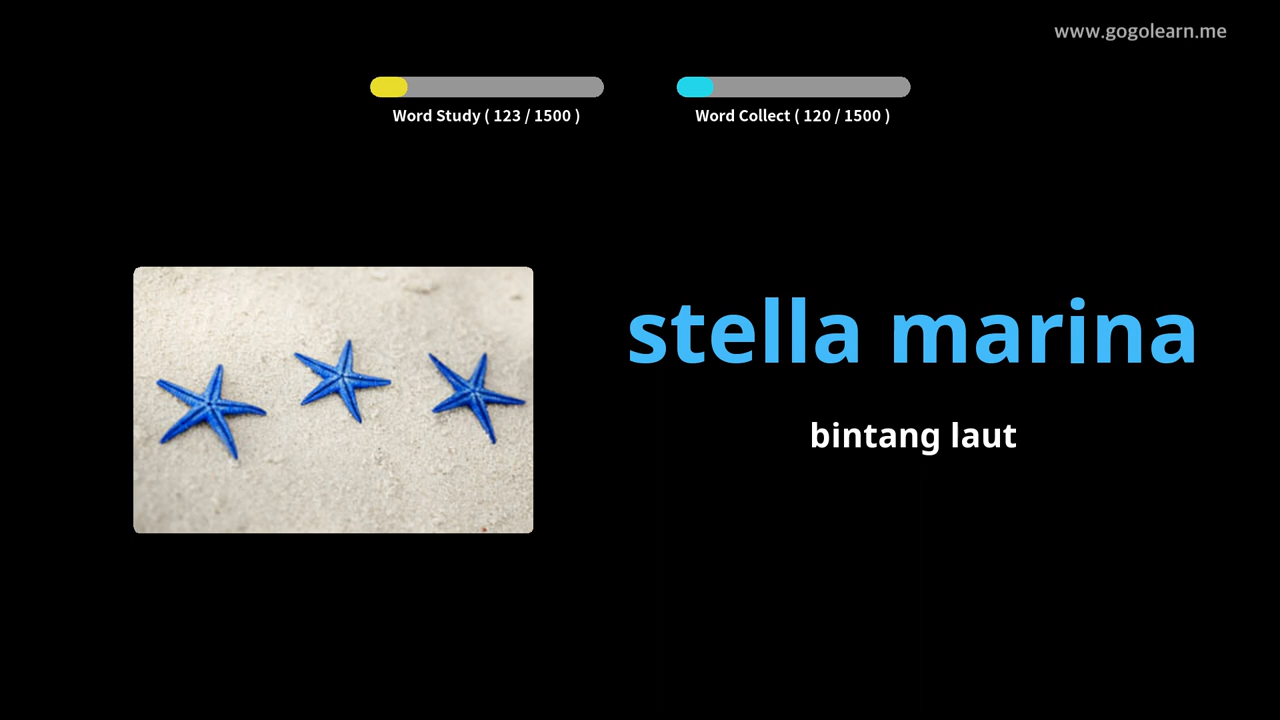 www.gogolearn.me
Word Study ( 123 / 1500 )
Word Collect ( 120 / 1500 )
stella marina
bintang laut